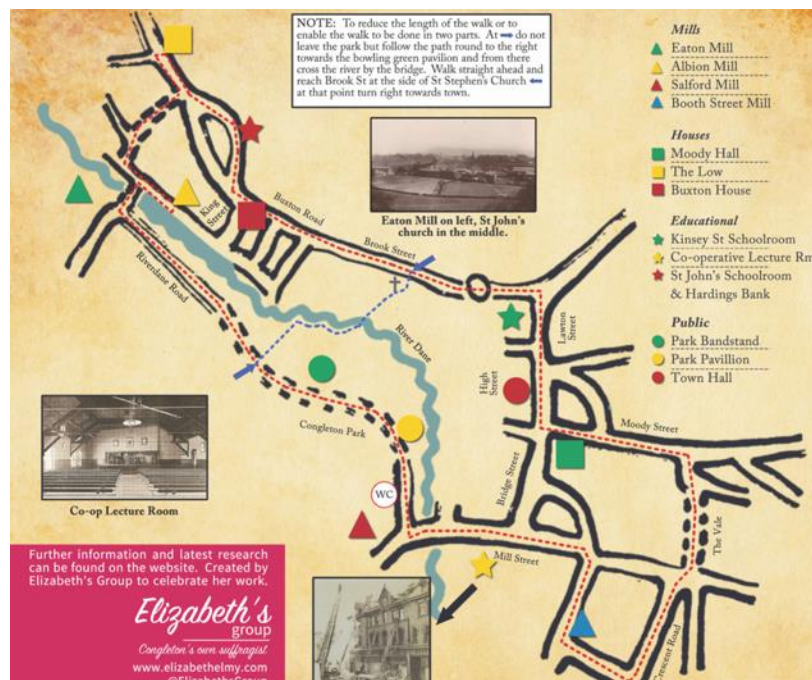 NOTE: To reduce the length of the walk or to
enable the walk to be done in two parts. At do not
leave the park but follow the path round to the right
towards the bowling green pavilion and from there
cross the river by the bridge. Walk straight ahead and
reach Brook St at the side of St Stephen's Church
at that point turn right towards town.
Mills
Eaton Mill
Albion Mill
Salford Mill
Booth Street Mill
Houses
Moody Hall
The Low
Buxton House
Educational
Kinsey St Schoolroom
Co-operative Lecture Rm
St John's Schoolroom
& Hardings Bank
Public
Park Bandstand
Park Pavillion
Town Hall
Eaton Mill on left, St John's
church in the middle.
King
Street
Buxton Road
Brook Street
Riverdane Road
River Dane
Lawton
Street
High
Street
Congleton Park
Moody Street
Bridge Street
WC
The Vale
Mill Street
Crescent Road
Co-op Lecture Room
Further information and latest research
can be found on the website. Created by
Elizabeth's Group to celebrate her work.
Elizabeth's
group
Congleton's own suffragist
www.elizabethelmy.com
@ElizabethsGroup